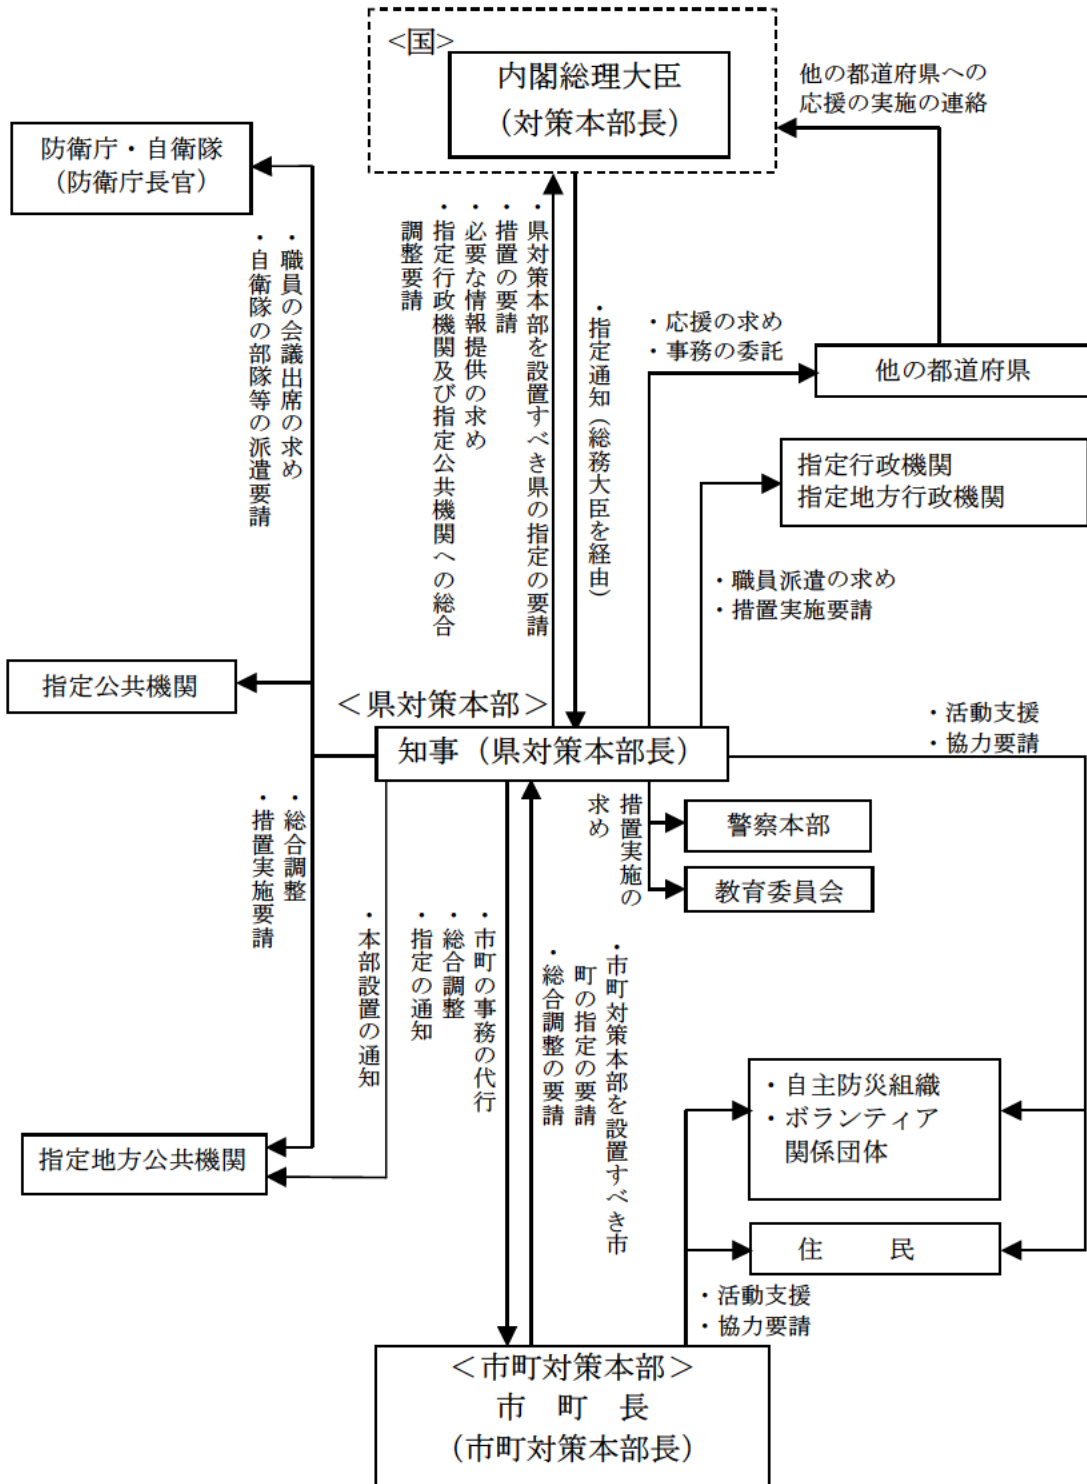 <国>
内閣総理大臣
(対策本部長)
他の都道府県への
応援の実施の連絡
防衛庁・自衛隊
(防衛庁長官)
・職員の会議出席の求め
・自衛隊の部隊等の派遣要請
・県対策本部を設置すべき県の指定の要請
・措置の要請
・必要な情報提供の求め
・指定行政機関及び指定公共機関への総合
調整要請
・指定通知(総務大臣を経由)
・応援の求め
・事務の委託
他の都道府県
指定行政機関
指定地方行政機関
・職員派遣の求め
・措置実施要請
指定公共機関
<県対策本部>
知事(県対策本部長)
・活動支援
・協力要請
措置実施の
求め
警察本部
教育委員会
・総合調整
・措置実施要請
・本部設置の通知
・市町の事務の代行
・総合調整
・指定の通知
・市町対策本部を設置すべき市
町の指定の要請
・総合調整の要請
・自主防災組織
・ボランティア
関係団体
指定地方公共機関
住 民
・活動支援
・協力要請
<市町対策本部>
市 町 長
(市町対策本部長)